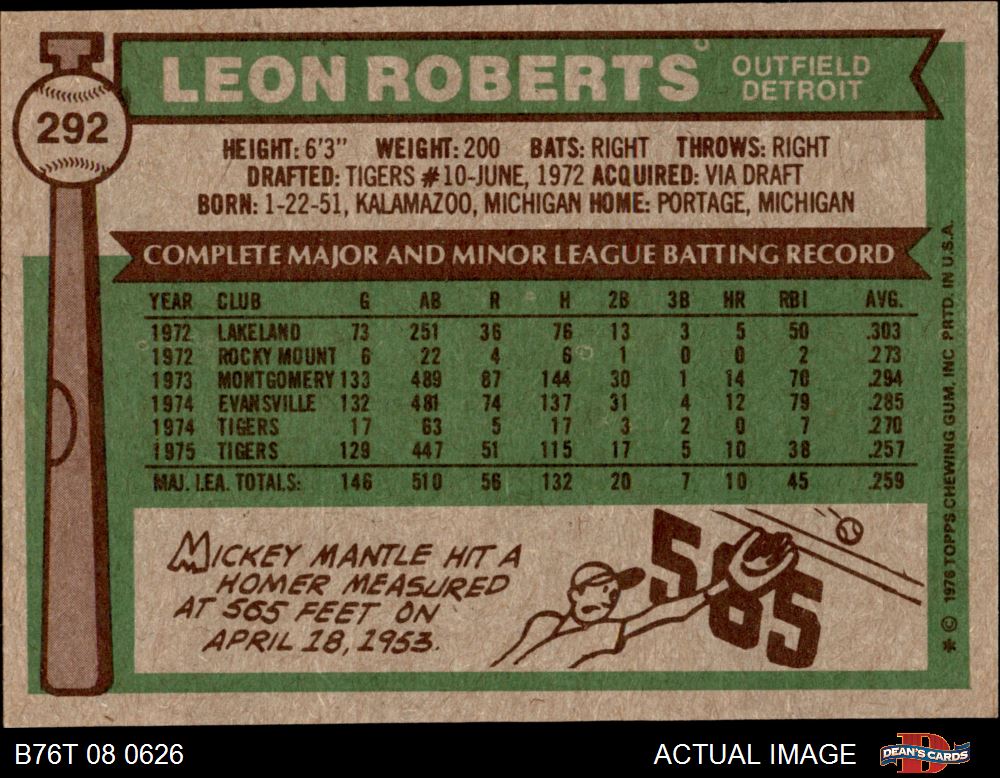 LEON ROBERTS
OUTFIELD
DETROIT
292
HEIGHT: 6'3" WEIGHT: 200 BATS: RIGHT THROWS: RIGHT
DRAFTED: TIGERS #10-JUNE, 1972 ACQUIRED: VIA DRAFT
BORN: 1-22-51, KALAMAZOO, MICHIGAN HOME: PORTAGE, MICHIGAN
COMPLETE MAJOR AND MINOR LEAGUE BATTING RECORD
YEAR CLUB G AB R H 2B 3B HR RBI AVG.
1972 LAKELAND 73 251 36 76 13 3 5 50 .303
1972 ROCKY MOUNT 6 22 4 6 1 0 0 2 .273
1973 MONTGOMERY 133 489 87 144 30 1 14 70 .294
1974 EVANSVILLE 132 481 74 137 31 4 12 79 .285
1974 TIGERS 17 63 5 17 3 2 0 7 .270
1975 TIGERS 129 447 51 115 17 5 10 38 .257
MAJ. LEA. TOTALS: 146 510 56 132 20 7 10 45 .259
MICKEY MANTLE HIT A
HOMER MEASURED
AT 565 FEET ON
APRIL 18, 1953.
565
* © 1976 TOPPS CHEWING GUM, INC PRTD. IN U.S.A.
B76T 08 0626
ACTUAL IMAGE
D
DEAN'S CARDS